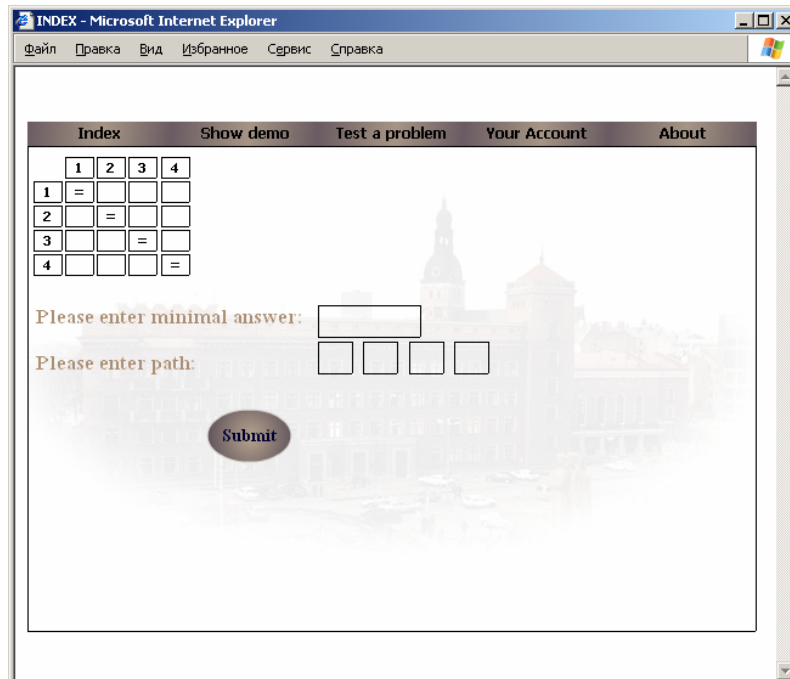 INDEX - Microsoft Internet Explorer
Файл Правка Вид Избранное Сервис Справка
Index Show demo Test a problem Your Account About
1 2 3 4
1 =
2 =
3 =
4 =
Please enter minimal answer:
Please enter path:
Submit